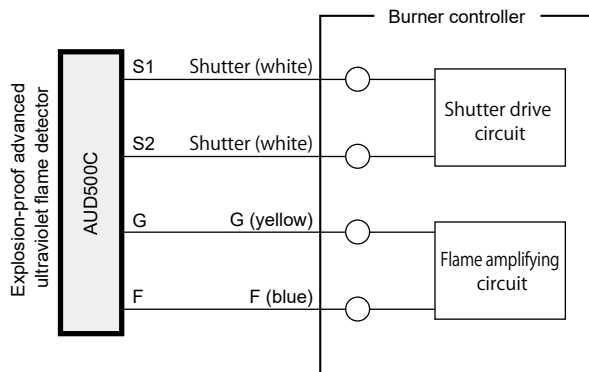 Burner controller
Explosion-proof advanced
ultraviolet flame detector
AUD500C
S1 Shutter (white)
Shutter drive
circuit
S2 Shutter (white)
G G (yellow)
Flame amplifying
circuit
F F (blue)